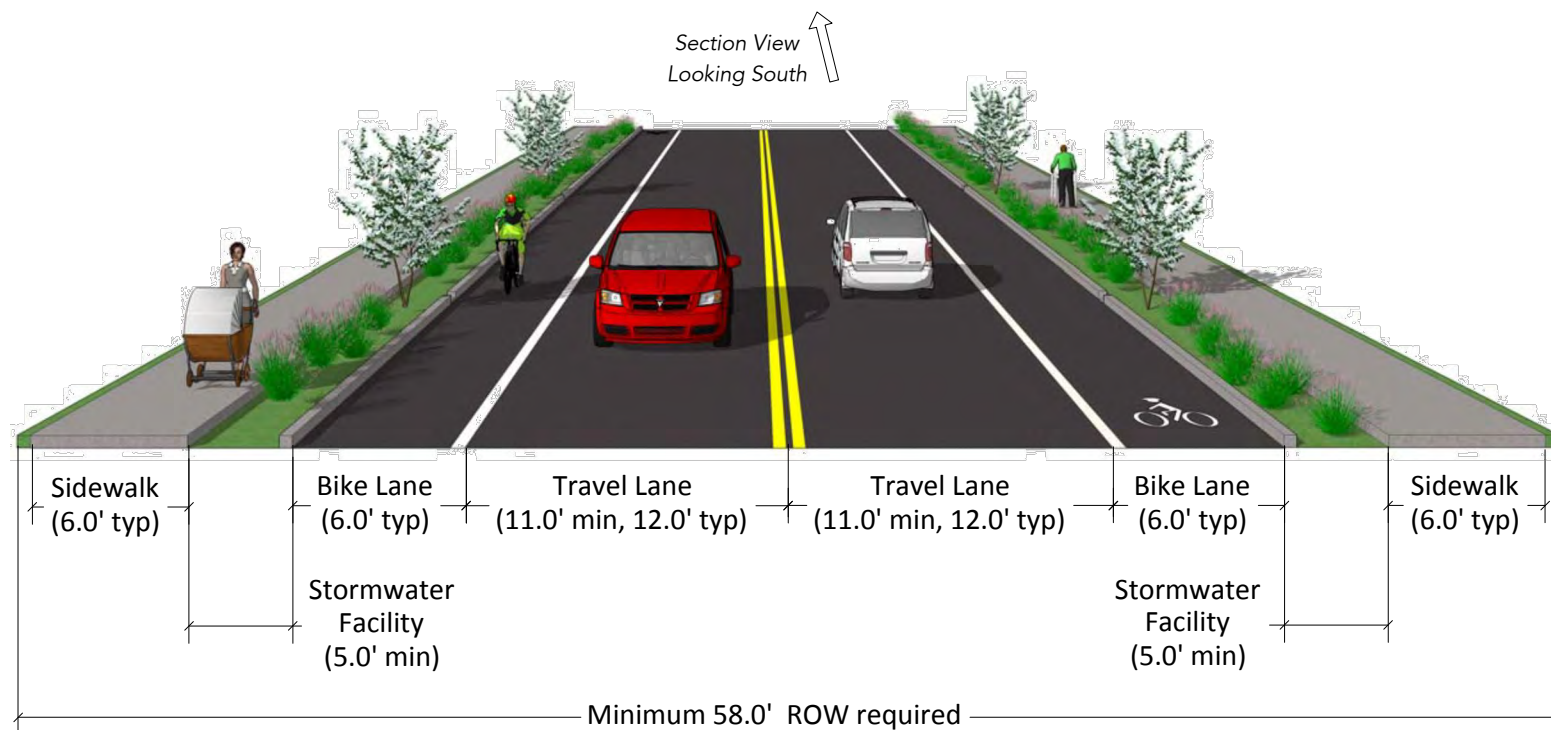 Section View
Looking South
Sidewalk
(6.0' typ)
Bike Lane
(6.0' typ)
Travel Lane
(11.0' min, 12.0' typ)
Travel Lane
(11.0' min, 12.0' typ)
Bike Lane
(6.0' typ)
Sidewalk
(6.0' typ)
Stormwater
Facility
(5.0' min)
Stormwater
Facility
(5.0' min)
Minimum 58.0' ROW required